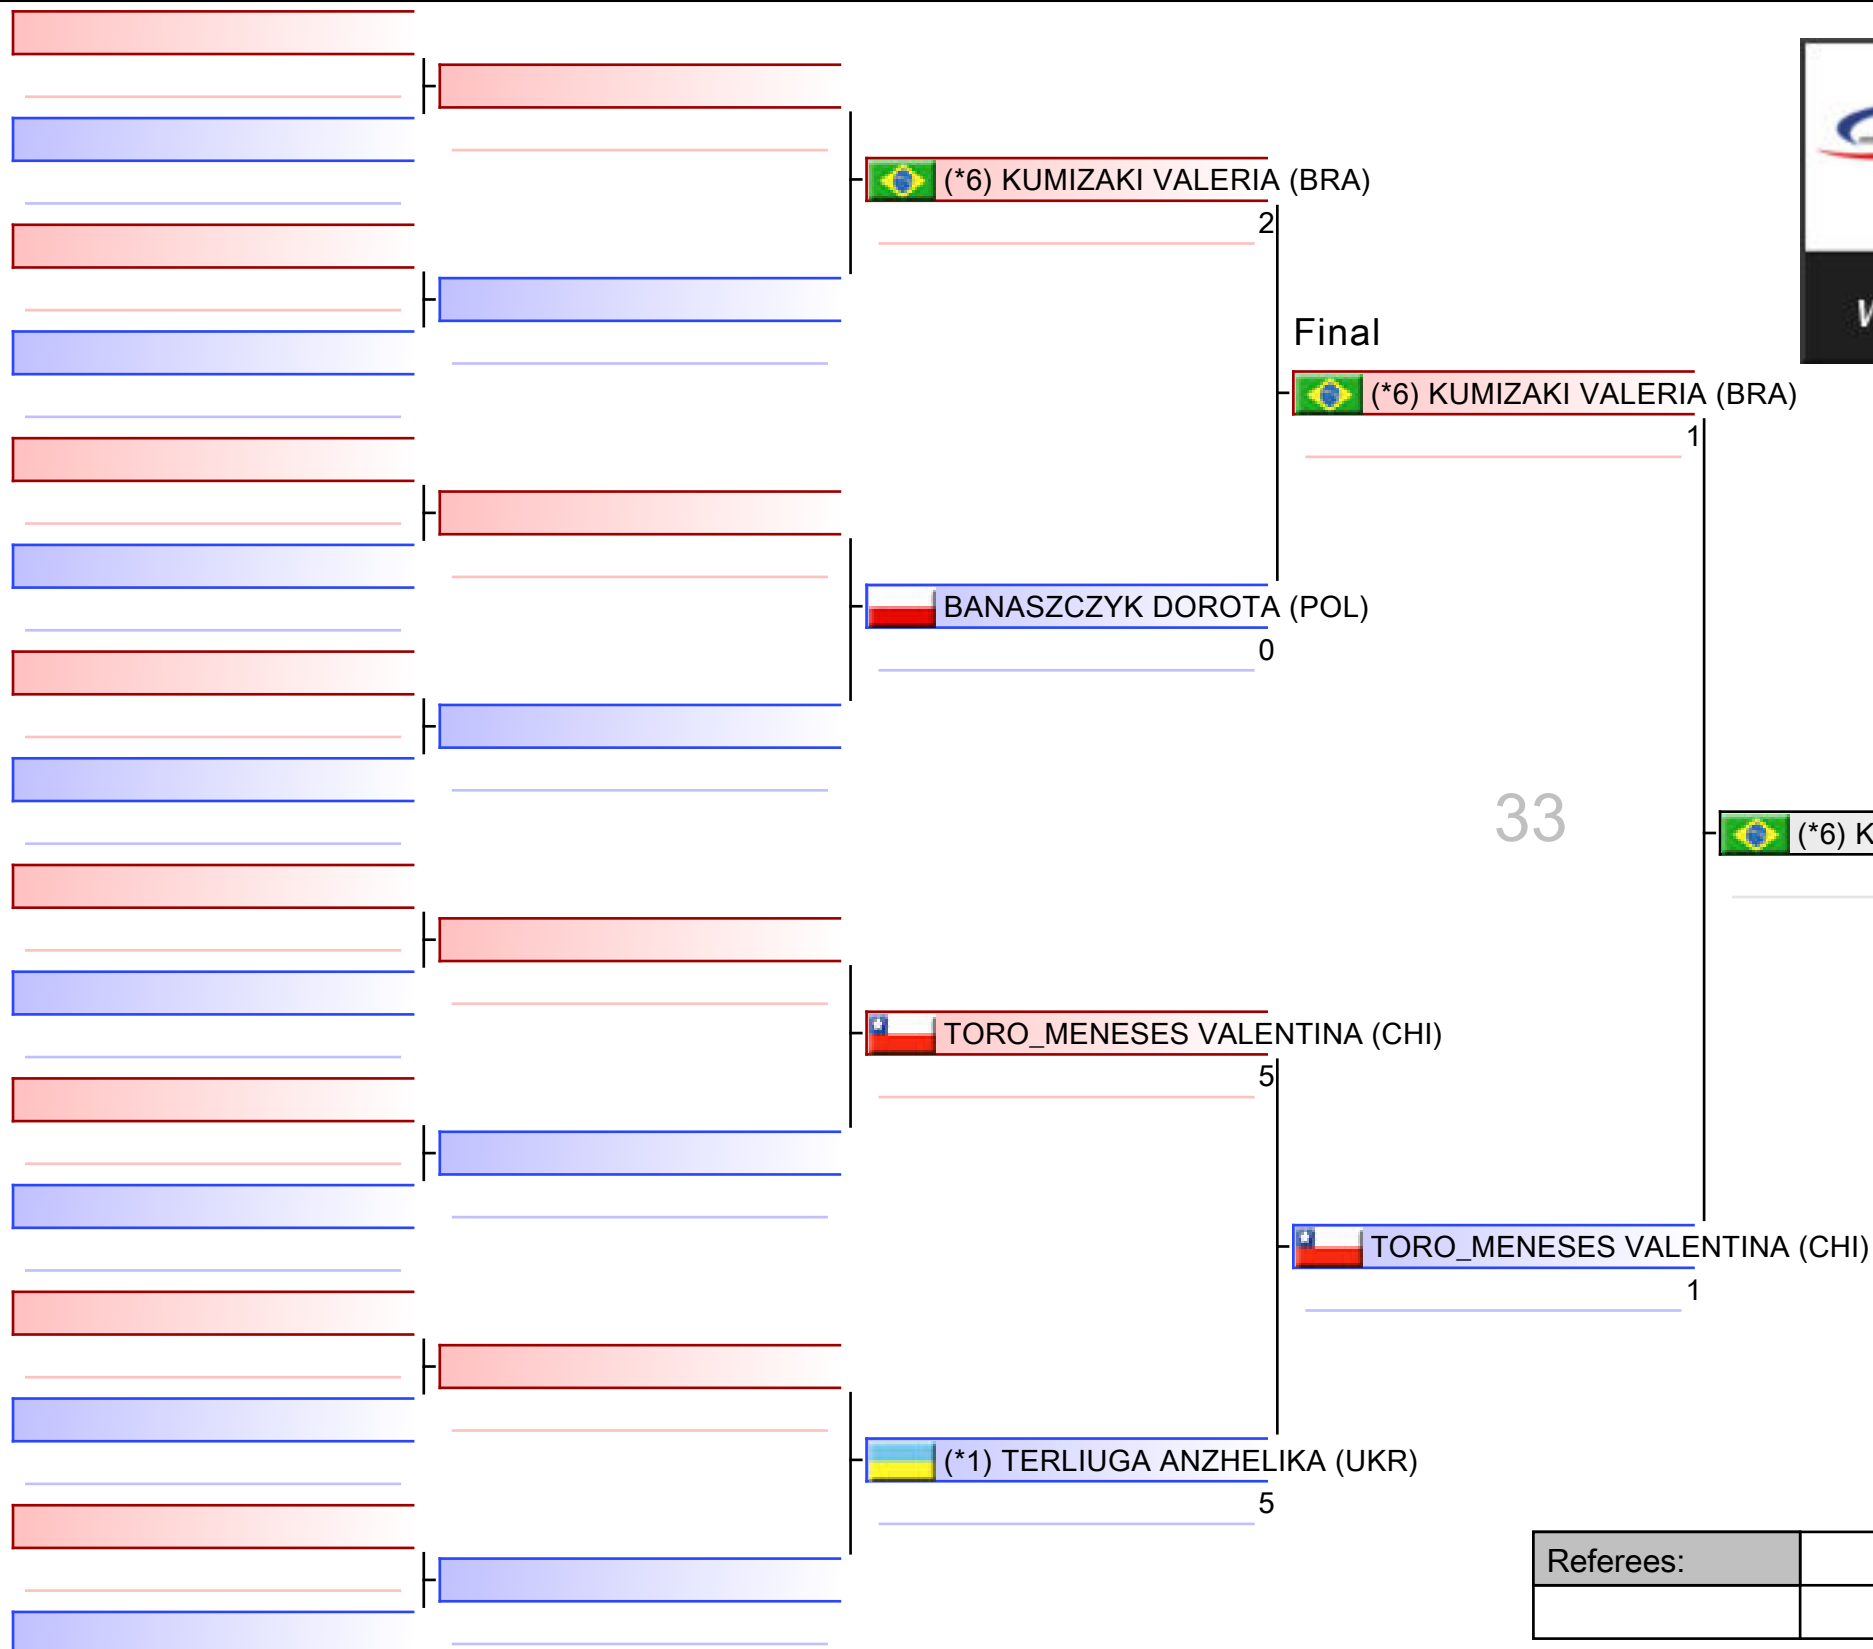 (*6) KUMIZAKI VALERIA (BRA)
2
Final
(*6) KUMIZAKI VALERIA (BRA)
1
BANASZCZYK DOROTA (POL)
0
33
(*6) K
TORO_MENESES VALENTINA (CHI)
5
TORO_MENESES VALENTINA (CHI)
1
(*1) TERLIUGA ANZHELIKA (UKR)
5
Referees: